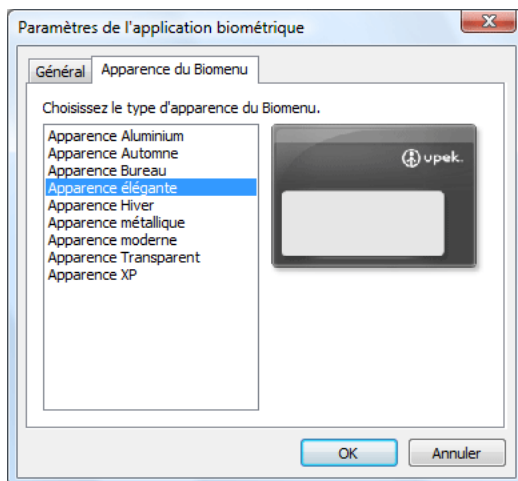 Paramètres de l'application biométrique
Général
Apparence du Biomenu
Choisissez le type d'apparence du Biomenu.
Apparence Aluminium
Apparence Automne
Apparence Bureau
Apparence élégante
Apparence Hiver
Apparence métallique
Apparence moderne
Apparence Transparent
Apparence XP
upek.
OK
Annuler